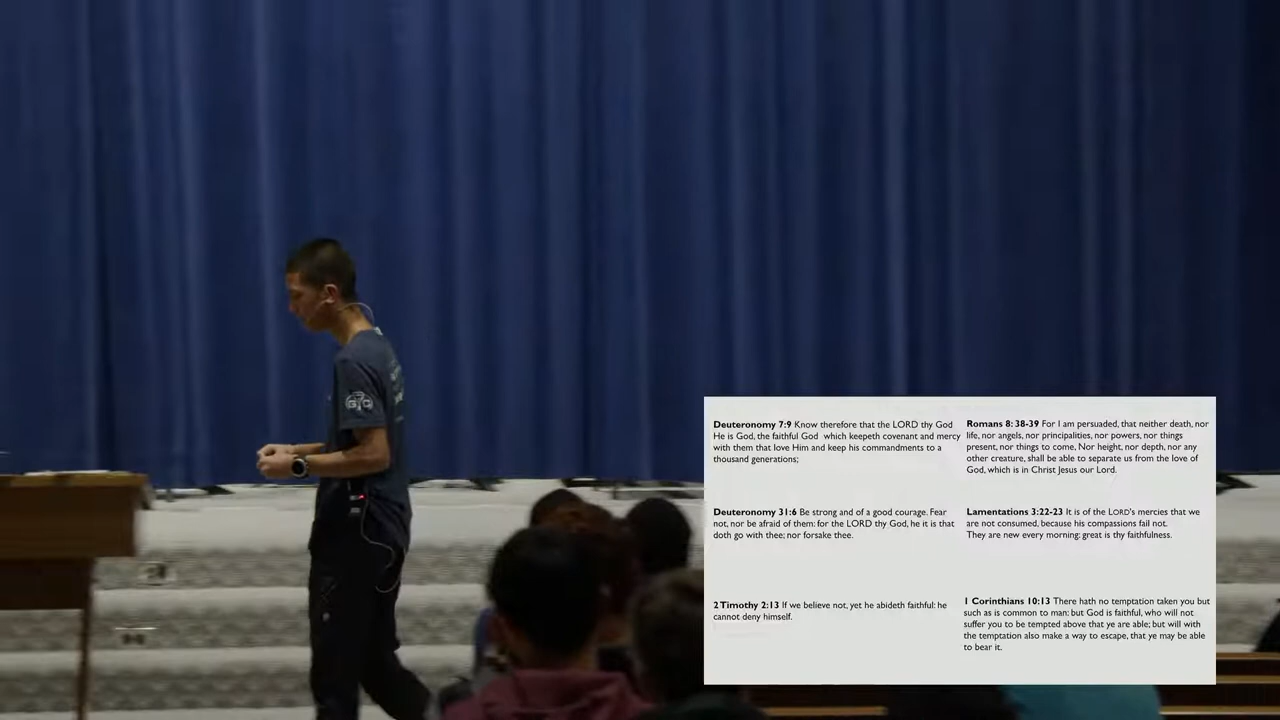 Deuteronomy 7:9 Know therefore that the LORD thy God
He is God, the faithful God which keepeth covenant and mercy
with them that love Him and keep his commandments to a
thousand generations;
Deuteronomy 31:6 Be strong and of a good courage. Fear
not, nor be afraid of them: for the LORD thy God, he it is that
doth go with thee; nor forsake thee.
2 Timothy 2:13 If we believe not, yet he abideth faithful: he
cannot deny himself.
Romans 8: 38-39 For I am persuaded, that neither death, nor
life, nor angels, nor principalities, nor powers, nor things
present, nor things to come, Nor height, nor depth, nor any
other creature, shall be able to separate us from the love of
God, which is in Christ Jesus our Lord.
Lamentations 3:22-23 It is of the LORD's mercies that we
are not consumed, because his compassions fail not.
They are new every morning: great is thy faithfulness.
1 Corinthians 10:13 There hath no temptation taken you but
such as is common to man: but God is faithful, who will not
suffer you to be tempted above that ye are able; but will with
the temptation also make a way to escape, that ye may be able
to bear it.